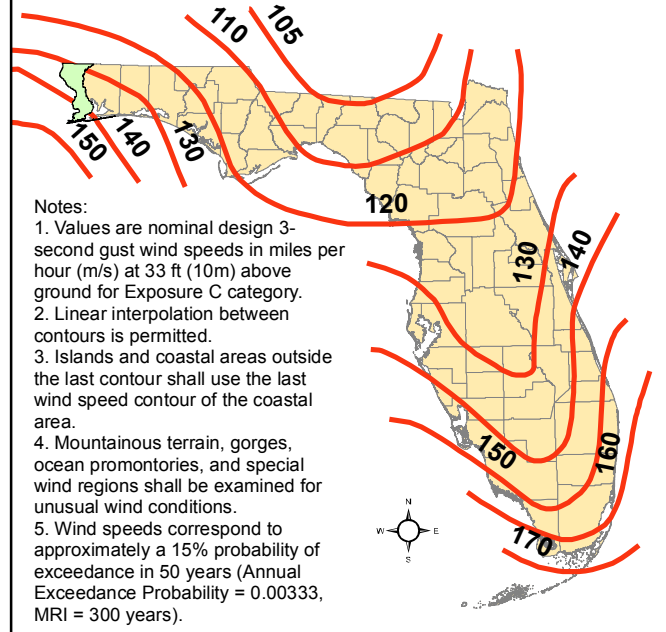 105
110
150
140
130
120
130
140
150
160
170
N
W E
S
Notes:
1. Values are nominal design 3-
second gust wind speeds in miles per
hour (m/s) at 33 ft (10m) above
ground for Exposure C category.
2. Linear interpolation between
contours is permitted.
3. Islands and coastal areas outside
the last contour shall use the last
wind speed contour of the coastal
area.
4. Mountainous terrain, gorges,
ocean promontories, and special
wind regions shall be examined for
unusual wind conditions.
5. Wind speeds correspond to
approximately a 15% probability of
exceedance in 50 years (Annual
Exceedance Probability = 0.00333,
MRI = 300 years).